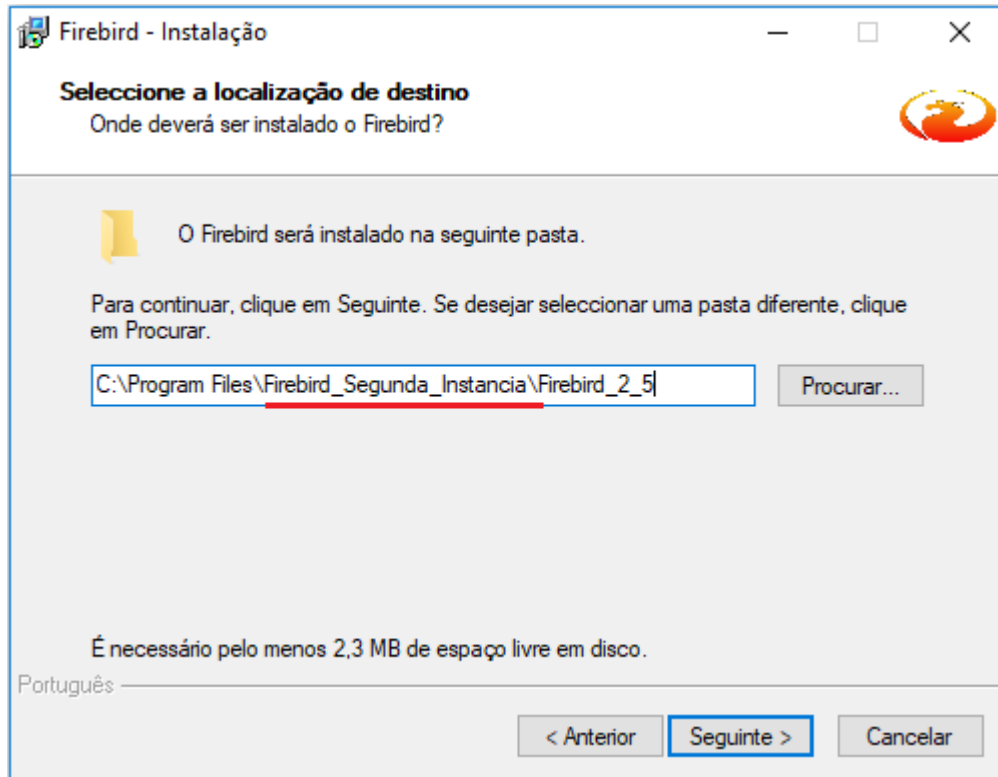 Firebird - Instalação
Seleccione a localização de destino
Onde deverá ser instalado o Firebird?
O Firebird será instalado na seguinte pasta.
Para continuar, clique em Seguinte. Se desejar seleccionar uma pasta diferente, clique
em Procurar.
C:\Program Files\Firebird_Segunda_Instancia\Firebird_2_5
Procurar...
É necessário pelo menos 2,3 MB de espaço livre em disco.
Português
< Anterior
Seguinte >
Cancelar